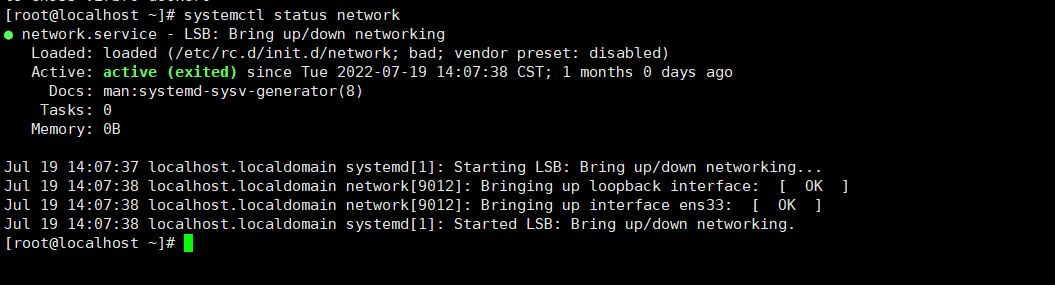 [root@localhost ~]# systemctl status network
● network.service - LSB: Bring up/down networking
   Loaded: loaded (/etc/rc.d/init.d/network; bad; vendor preset: disabled)
   Active: active (exited) since Tue 2022-07-19 14:07:38 CST; 1 months 0 days ago
     Docs: man:systemd-sysv-generator(8)
    Tasks: 0
   Memory: 0B

Jul 19 14:07:37 localhost.localdomain systemd[1]: Starting LSB: Bring up/down networking...
Jul 19 14:07:38 localhost.localdomain network[9012]: Bringing up loopback interface:  [  OK  ]
Jul 19 14:07:38 localhost.localdomain network[9012]: Bringing up interface ens33:  [  OK  ]
Jul 19 14:07:38 localhost.localdomain systemd[1]: Started LSB: Bring up/down networking.
[root@localhost ~]#